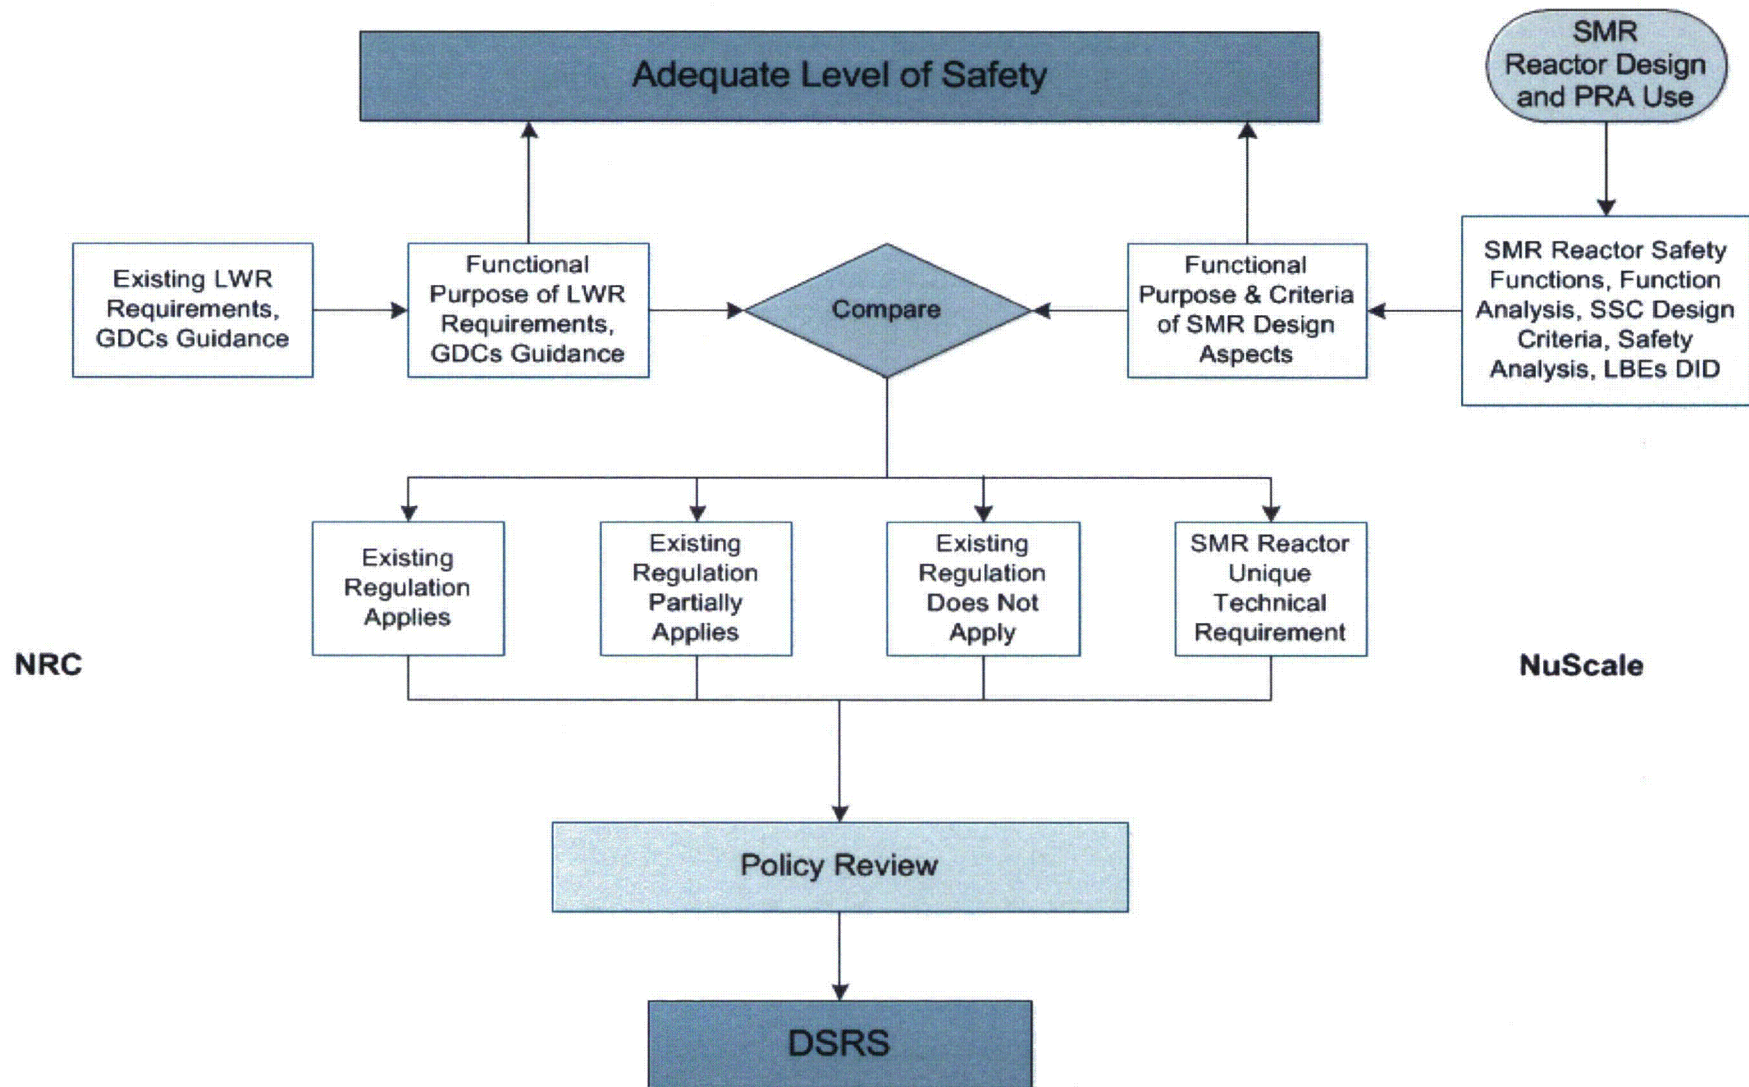 Adequate Level of Safety
SMR
Reactor Design
and PRA Use
Existing LWR
Requirements,
GDCs Guidance
Functional
Purpose of LWR
Requirements,
GDCs Guidance
Compare
Functional
Purpose & Criteria
of SMR Design
Aspects
SMR Reactor Safety
Functions, Function
Analysis, SSC Design
Criteria, Safety
Analysis, LBEs DID
Existing
Regulation
Applies
Existing
Regulation
Partially
Applies
Existing
Regulation
Does Not
Apply
SMR Reactor
Unique
Technical
Requirement
NRC
NuScale
Policy Review
DSRS